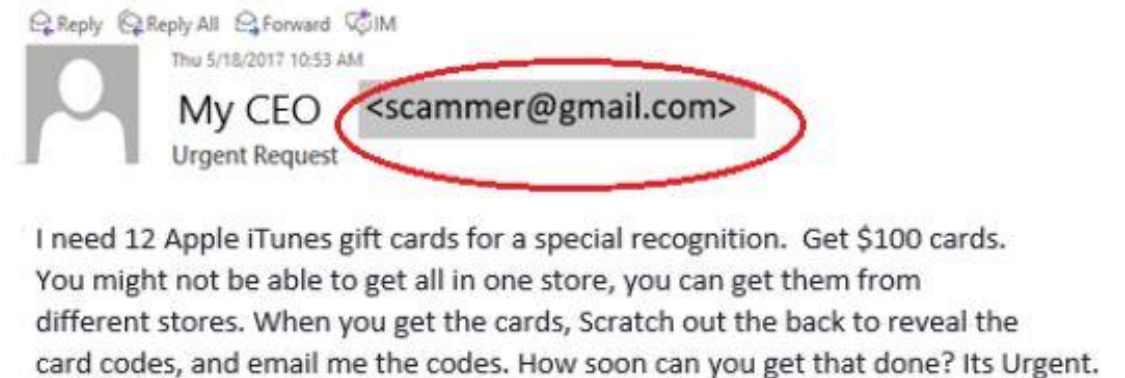 Reply Reply All Forward IM
Thu 5/18/2017 10:53 AM
My CEO <scammer@gmail.com>
Urgent Request
I need 12 Apple iTunes gift cards for a special recognition. Get $100 cards.
You might not be able to get all in one store, you can get them from
different stores. When you get the cards, Scratch out the back to reveal the
card codes, and email me the codes. How soon can you get that done? Its Urgent.